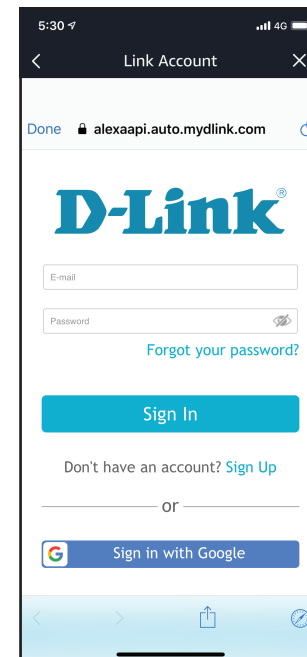 5:30
4G
Link Account
Done alexaapi.auto.mydlink.com
D-Link®
E-mail
Password
Forgot your password?
Sign In
Don't have an account? Sign Up
or
G Sign in with Google